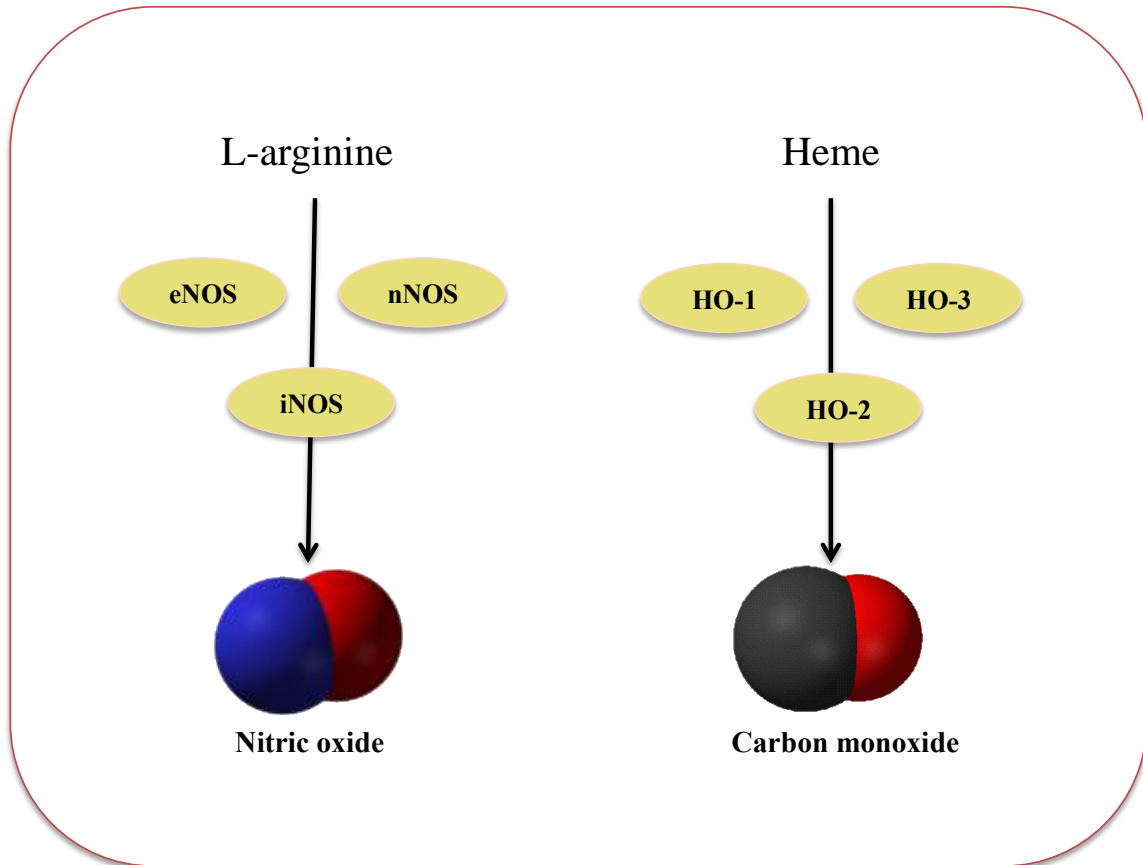 L-arginine
Heme
eNOS
nNOS
HO-1
HO-3
iNOS
HO-2
Nitric oxide
Carbon monoxide